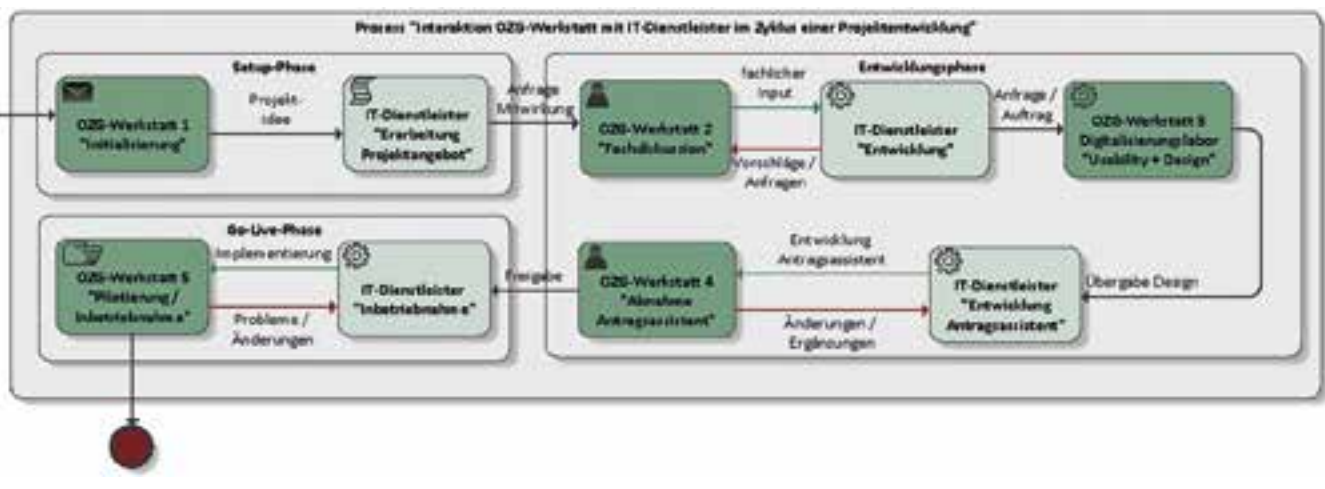 Prozess "Interaktion OZG-Werkstatt mit IT-Dienstleister im Zyklus einer Projektentwicklung"
Setup-Phase
OZG-Werkstatt 1
"Initialisierung"
Projekt-
idee
IT-Dienstleister
"Erarbeitung
Projektangebot"
Anfrage
Mitwirkung
Entwicklungsphase
OZG-Werkstatt 2
"Fachdiskussion"
fachlicher
Input
Vorschläge /
Anfragen
IT-Dienstleister
"Entwicklung"
Anfrage /
Auftrag
OZG-Werkstatt 3
Digitalisierungslabor
"Usability + Design"
Übergabe Design
IT-Dienstleister
"Entwicklung
Antragsassistent"
Entwicklung
Antragsassistent
Änderungen /
Ergänzungen
OZG-Werkstatt 4
"Abnahme
Antragsassistent"
Freigabe
Go-Live-Phase
IT-Dienstleister
"Inbetriebnahme"
Implementierung
Probleme /
Änderungen
OZG-Werkstatt 5
"Pilotierung /
Inbetriebnahme"